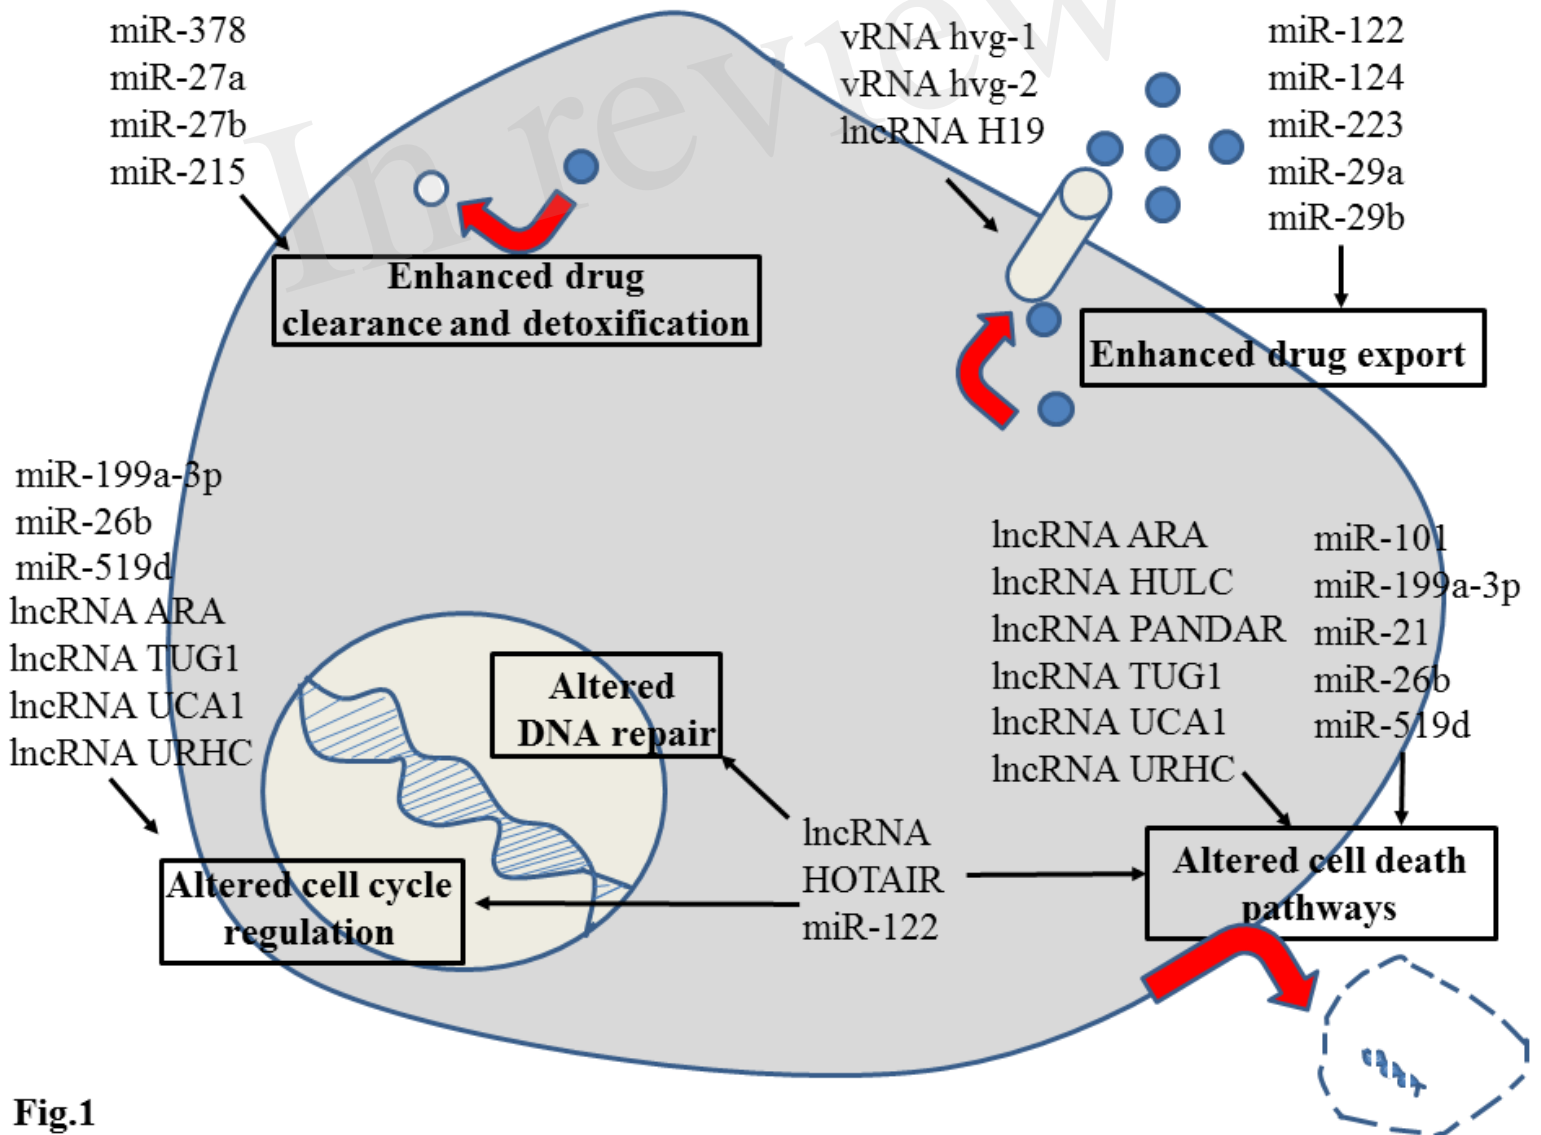 miR-378
miR-27a
miR-27b
miR-215
Enhanced drug
clearance and detoxification
vRNA hvg-1
vRNA hvg-2
lncRNA H19
miR-122
miR-124
miR-223
miR-29a
miR-29b
Enhanced drug export
In review
miR-199a-3p
miR-26b
miR-519d
lncRNA ARA
lncRNA TUG1
lncRNA UCA1
lncRNA URHC
Altered cell cycle
regulation
Altered
DNA repair
lncRNA
HOTAIR
miR-122
lncRNA ARA
lncRNA HULC
lncRNA PANDAR
lncRNA TUG1
lncRNA UCA1
lncRNA URHC
miR-101
miR-199a-3p
miR-21
miR-26b
miR-519d
Altered cell death
pathways
Fig.1